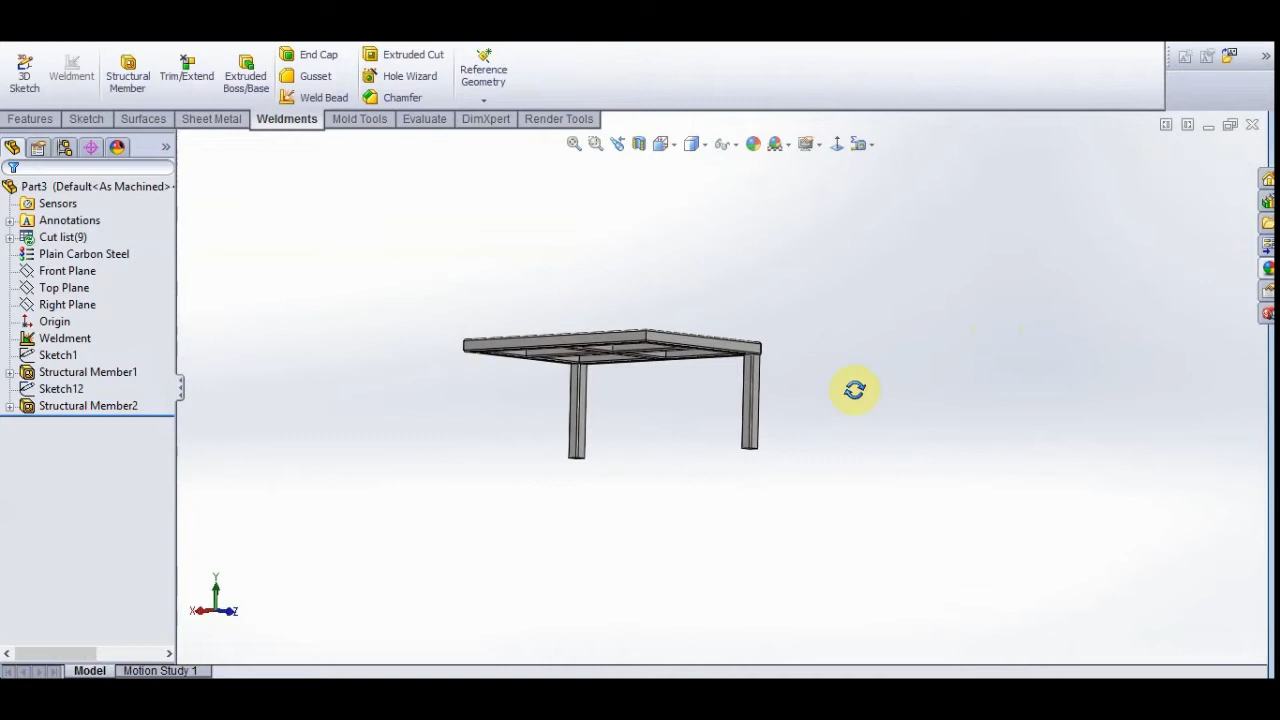 3D Sketch
Weldment
Structural Member
Trim/Extend
Extruded Boss/Base
End Cap
Gusset
Weld Bead
Extruded Cut
Hole Wizard
Chamfer
Reference Geometry
Features
Sketch
Surfaces
Sheet Metal
Weldments
Mold Tools
Evaluate
DimXpert
Render Tools
Part3 (Default<As Machined>
Sensors
Annotations
Cut list(9)
Plain Carbon Steel
Front Plane
Top Plane
Right Plane
Origin
Weldment
Sketch1
Structural Member1
Sketch12
Structural Member2
Y
X
Z
Model
Motion Study 1